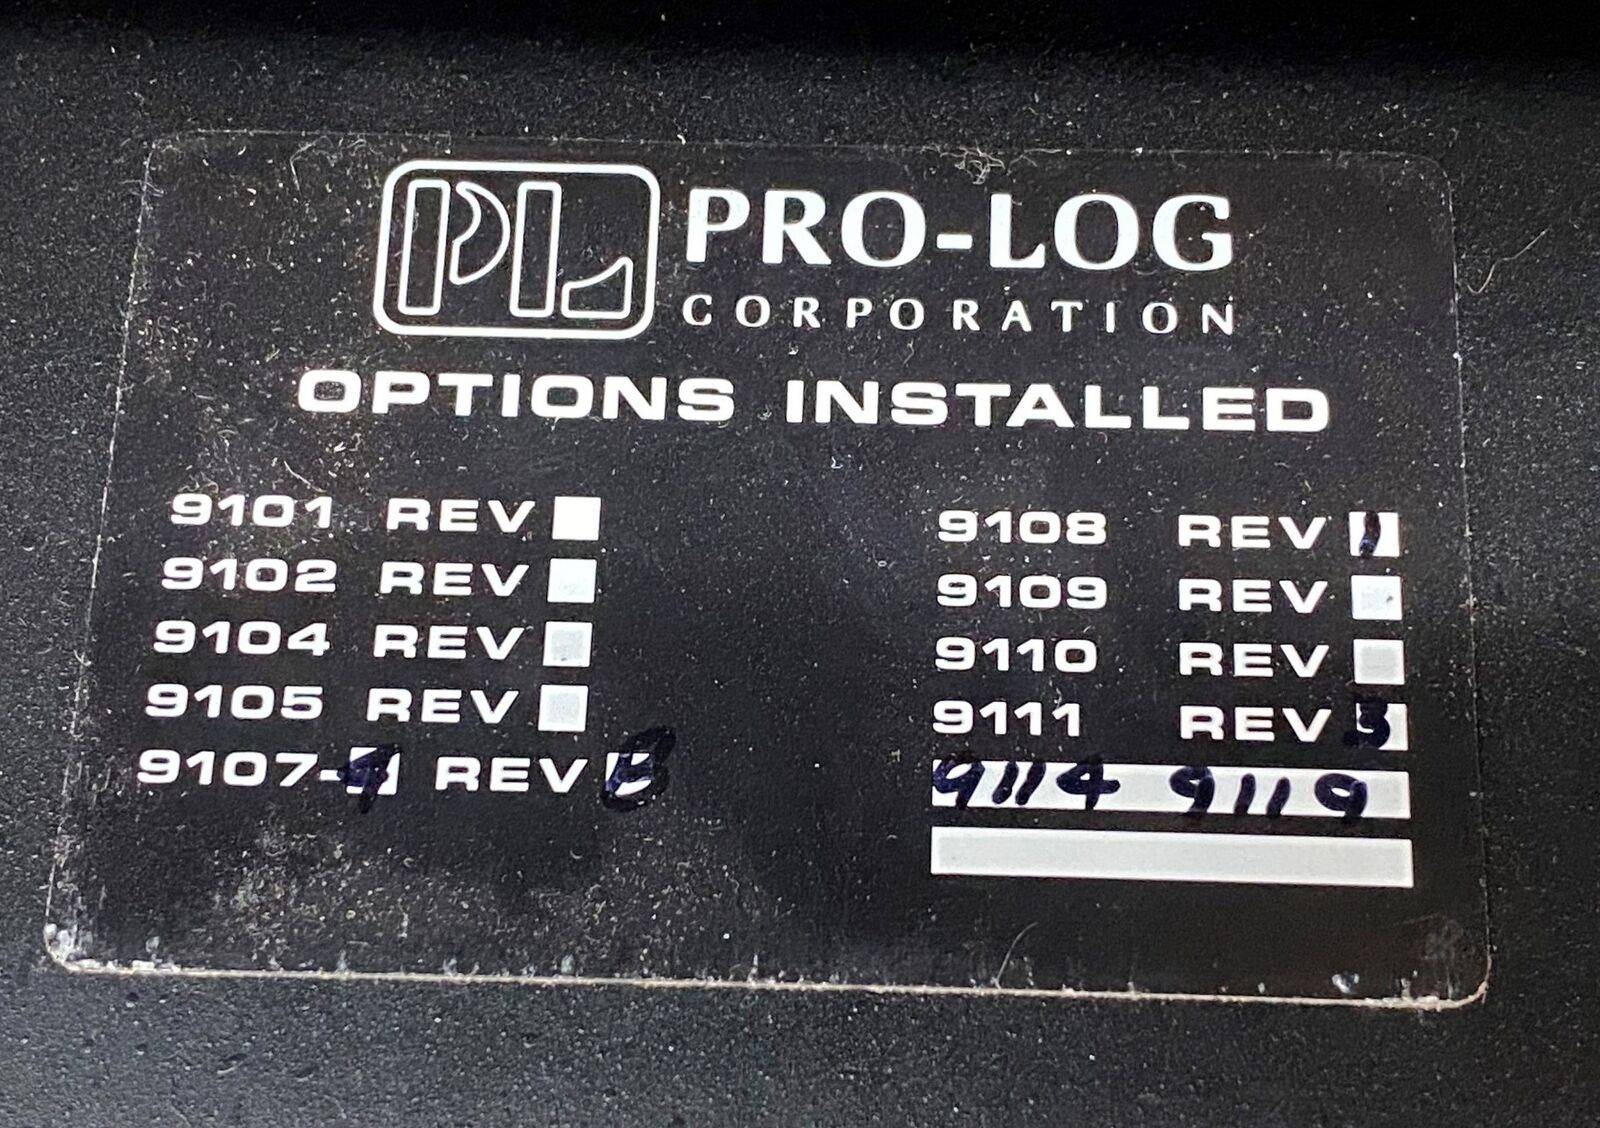 PL PRO-LOG
CORPORATION
OPTIONS INSTALLED
9101 REV
9102 REV
9104 REV
9105 REV
9107- REV B
9108 REV 1
9109 REV
9110 REV
9111 REV
9114 9119